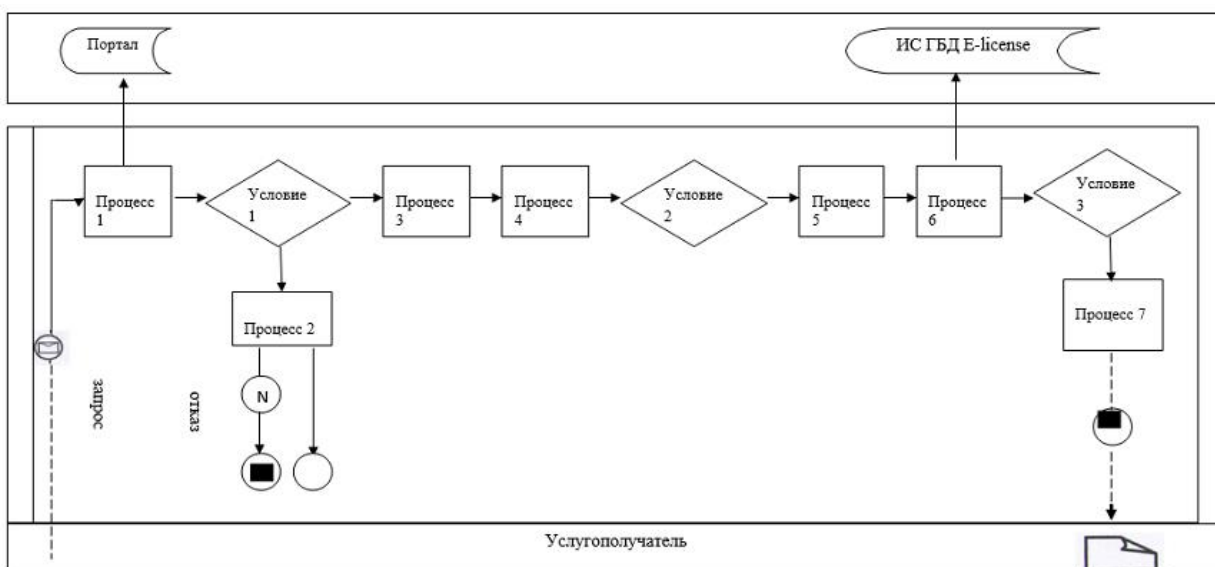 Портал
ИС ГБД E-license
Процесс
1
Условие
1
Процесс
3
Процесс
4
Условие
2
Процесс
5
Процесс
6
Условие
3
Процесс 2
Процесс 7
N
запрос
отказ
Услугополучатель